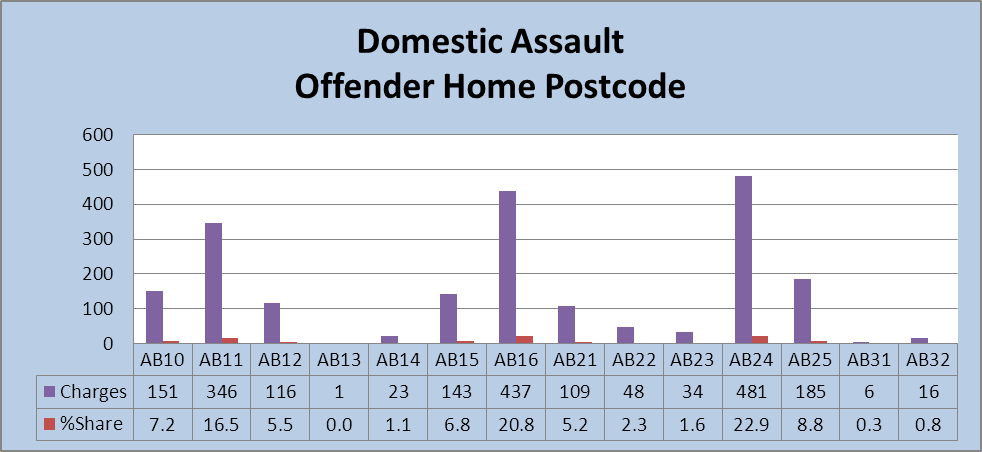 Domestic Assault
Offender Home Postcode
600
500
400
300
200
100
0
AB10 AB11 AB12 AB13 AB14 AB15 AB16 AB21 AB22 AB23 AB24 AB25 AB31 AB32
Charges 151 346 116 1 23 143 437 109 48 34 481 185 6 16
%Share 7.2 16.5 5.5 0.0 1.1 6.8 20.8 5.2 2.3 1.6 22.9 8.8 0.3 0.8